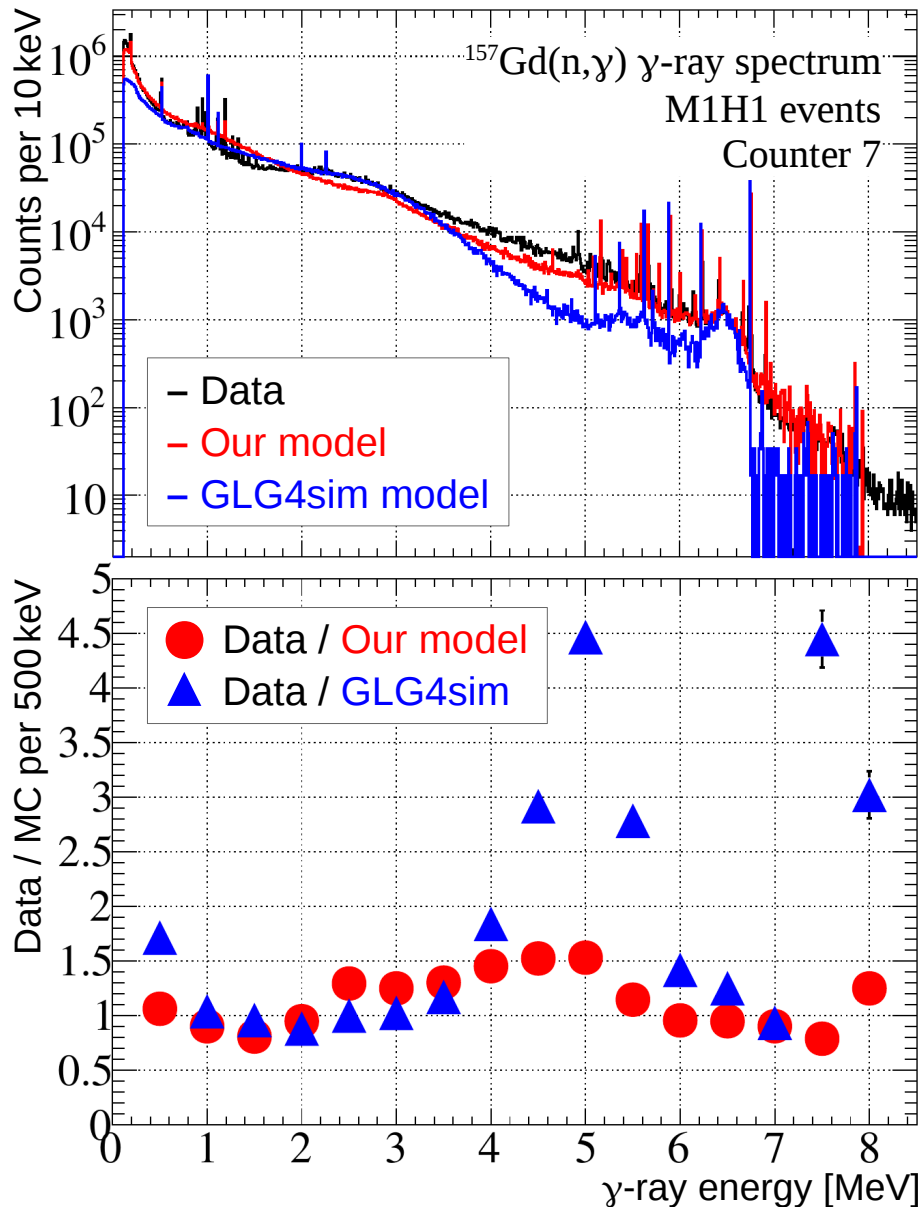 ¹⁵⁷Gd(n,γ) γ-ray spectrum
M1H1 events
Counter 7
Counts per 10 keV
10⁶
10⁵
10⁴
10³
10²
10
– Data
– Our model
– GLG4sim model
Data / MC per 500 keV
5
4.5
4
3.5
3
2.5
2
1.5
1
0.5
0
Data / Our model
Data / GLG4sim
0 1 2 3 4 5 6 7 8
γ-ray energy [MeV]